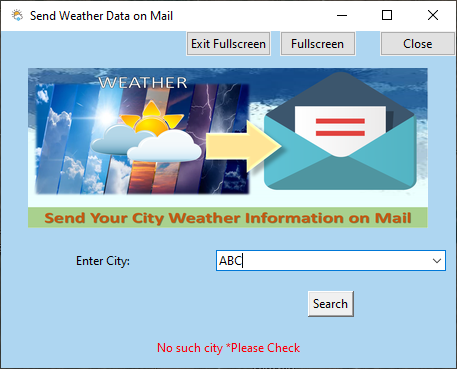 Send Weather Data on Mail
Exit Fullscreen Fullscreen Close
WEATHER
Send Your City Weather Information on Mail
Enter City: ABC
Search
No such city *Please Check